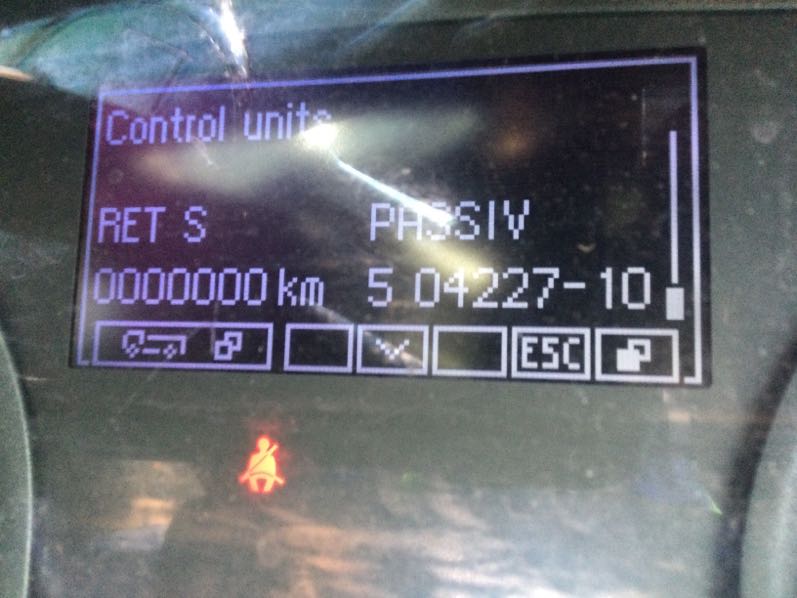 Control units
RET S PASSIV
0000000 km 5 04227-10
ESC